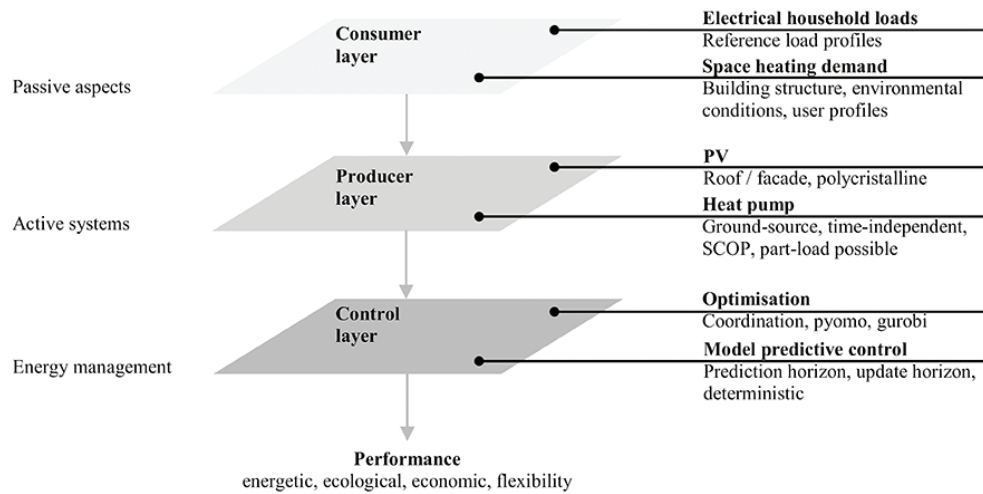 Consumer
layer
Electrical household loads
Reference load profiles
Passive aspects
Space heating demand
Building structure, environmental
conditions, user profiles
Producer
layer
PV
Roof / facade, polycristalline
Active systems
Heat pump
Ground-source, time-independent,
SCOP, part-load possible
Control
layer
Optimisation
Coordination, pyomo, gurobi
Energy management
Model predictive control
Prediction horizon, update horizon,
deterministic
Performance
energetic, ecological, economic, flexibility